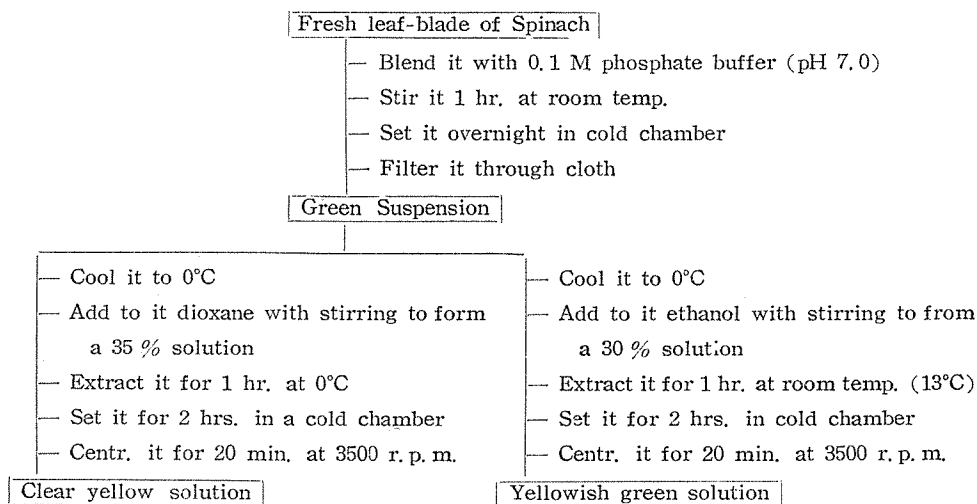 Fresh leaf-blade of Spinach
Blend it with 0.1 M phosphate buffer (pH 7.0)
Stir it 1 hr. at room temp.
Set it overnight in cold chamber
Filter it through cloth
Green Suspension
Cool it to 0°C
Add to it dioxane with stirring to form
a 35 % solution
Extract it for 1 hr. at 0°C
Set it for 2 hrs. in a cold chamber
Centr. it for 20 min. at 3500 r. p. m.
Clear yellow solution
Cool it to 0°C
Add to it ethanol with stirring to from
a 30 % solution
Extract it for 1 hr. at room temp. (13°C)
Set it for 2 hrs. in cold chamber
Centr. it for 20 min. at 3500 r. p. m.
Yellowish green solution